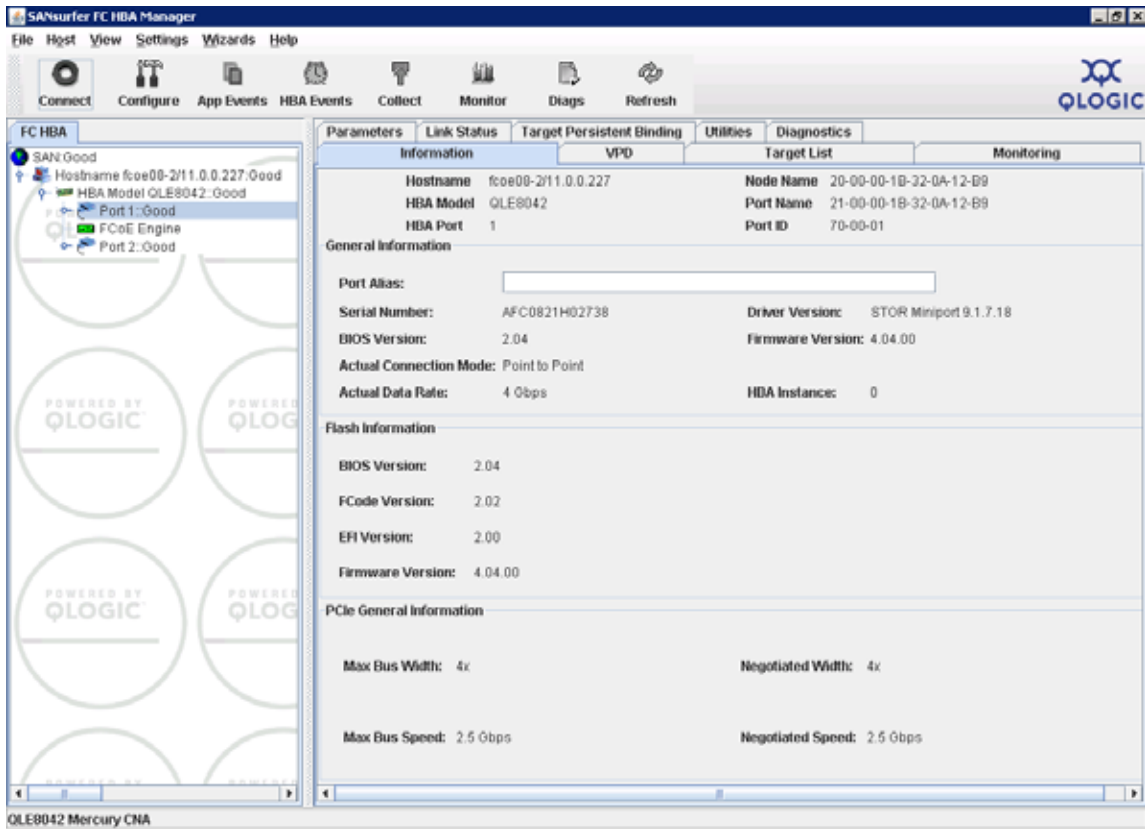 SANsurfer FC HBA Manager
File Host View Settings Wizards Help
Connect Configure App Events HBA Events Collect Monitor Diags Refresh
QLOGIC
FC HBA
SAN:Good
Hostname fcoe08-2/11.0.0.227:Good
HBA Model QLE8042::Good
Port 1::Good
FCoE Engine
Port 2::Good
POWERED BY
QLOGIC
POWERED
QLOG
POWERED BY
QLOGIC
POWERED
QLOG
Parameters Link Status Target Persistent Binding Utilities Diagnostics
Information VPD Target List Monitoring
Hostname fcoe08-2/11.0.0.227 Node Name 20-00-00-1B-32-0A-12-B9
HBA Model QLE8042 Port Name 21-00-00-1B-32-0A-12-B9
HBA Port 1 Port ID 70-00-01
General Information
Port Alias:
Serial Number: AFC0821H02738 Driver Version: STOR Miniport 9.1.7.18
BIOS Version: 2.04 Firmware Version: 4.04.00
Actual Connection Mode: Point to Point
Actual Data Rate: 4 Gbps HBA Instance: 0
Flash Information
BIOS Version: 2.04
FCode Version: 2.02
EFI Version: 2.00
Firmware Version: 4.04.00
PCIe General Information
Max Bus Width: 4x Negotiated Width: 4x
Max Bus Speed: 2.5 Gbps Negotiated Speed: 2.5 Gbps
QLE8042 Mercury CNA